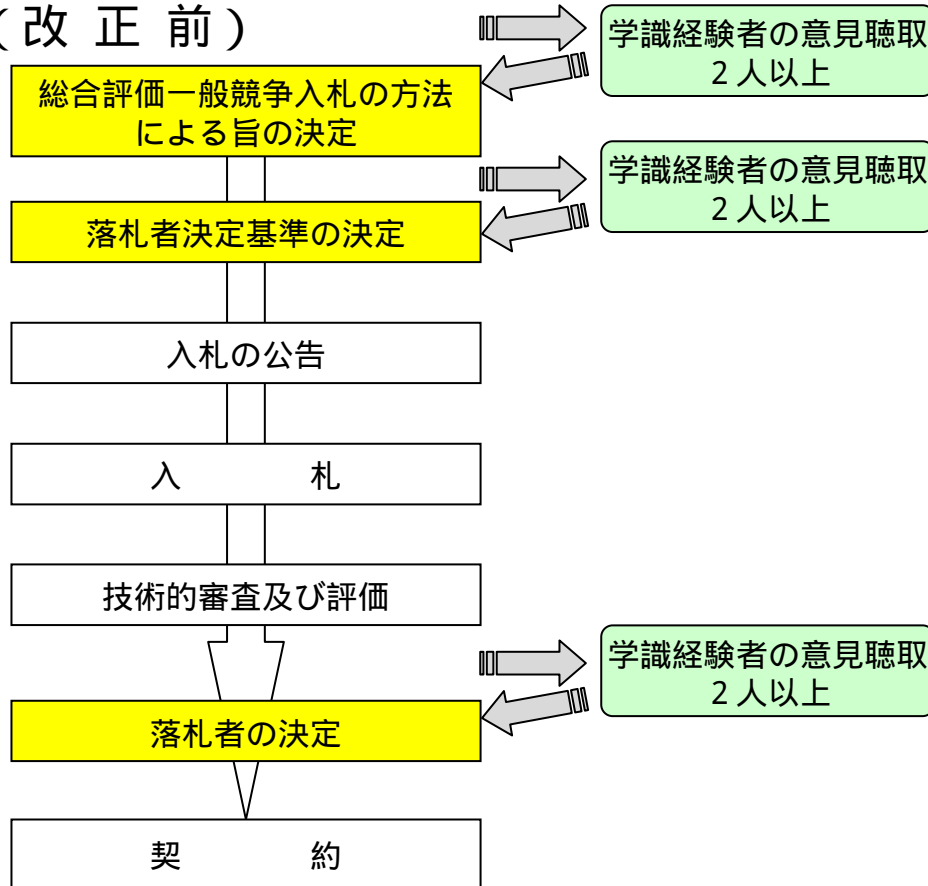 (改 正 前)
学識経験者の意見聴取
2人以上
総合評価一般競争入札の方法
による旨の決定
学識経験者の意見聴取
2人以上
落札者決定基準の決定
入札の公告
入 札
技術的審査及び評価
学識経験者の意見聴取
2人以上
落札者の決定
契 約